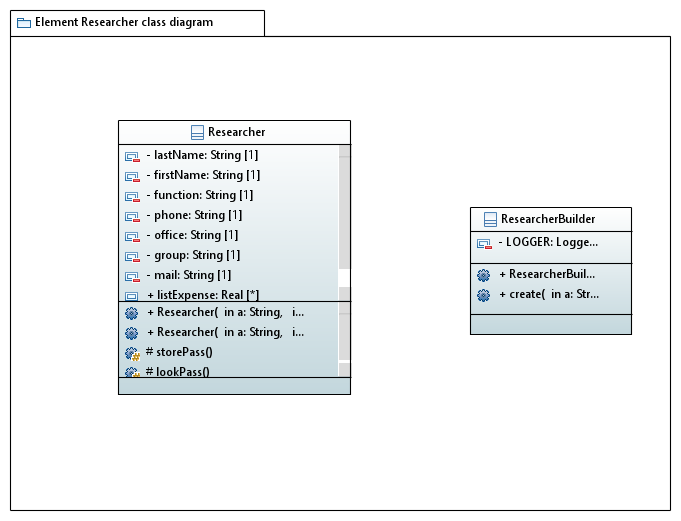 Element Researcher class diagram
Researcher
- lastName: String [1]
- firstName: String [1]
- function: String [1]
- phone: String [1]
- office: String [1]
- group: String [1]
- mail: String [1]
+ listExpense: Real [*]
+ Researcher(  in a: String,   i...
+ Researcher(  in a: String,   i...
# storePass()
# lookPass()
ResearcherBuilder
- LOGGER: Logge...
+ ResearcherBuil...
+ create(  in a: Str...